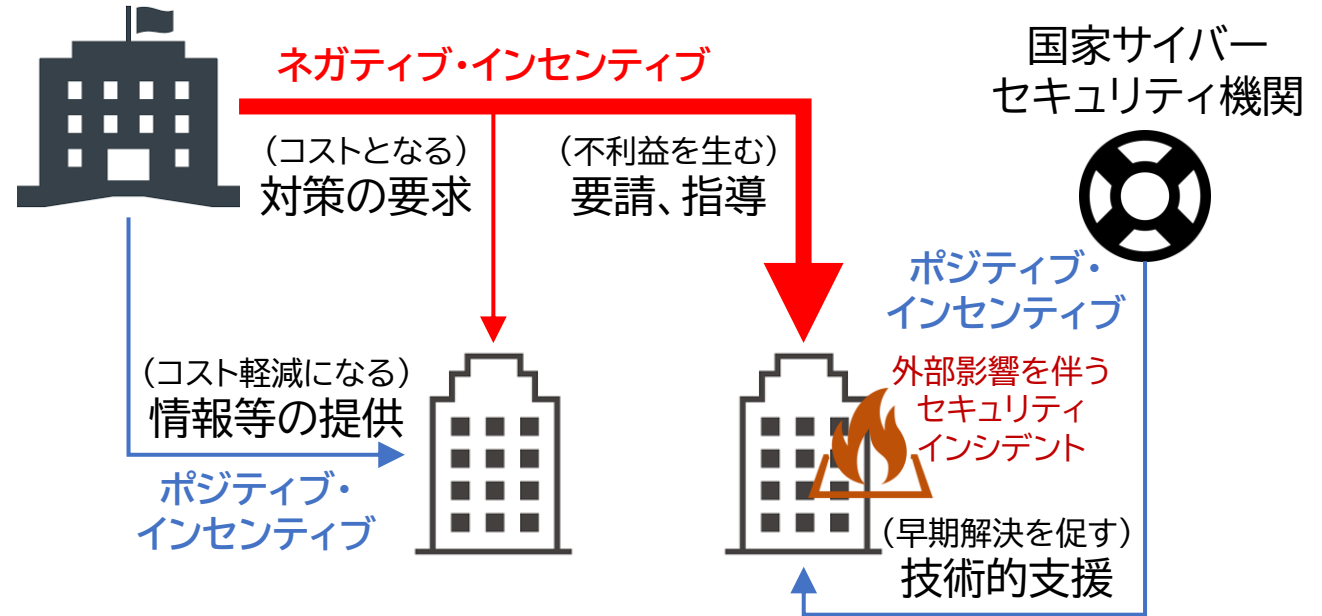 ネガティブ・インセンティブ
国家サイバー
セキュリティ機関
（コストとなる）
対策の要求
（不利益を生む）
要請、指導
ポジティブ・
インセンティブ
（コスト軽減になる）
情報等の提供
ポジティブ・
インセンティブ
外部影響を伴う
セキュリティ
インシデント
（早期解決を促す）
技術的支援